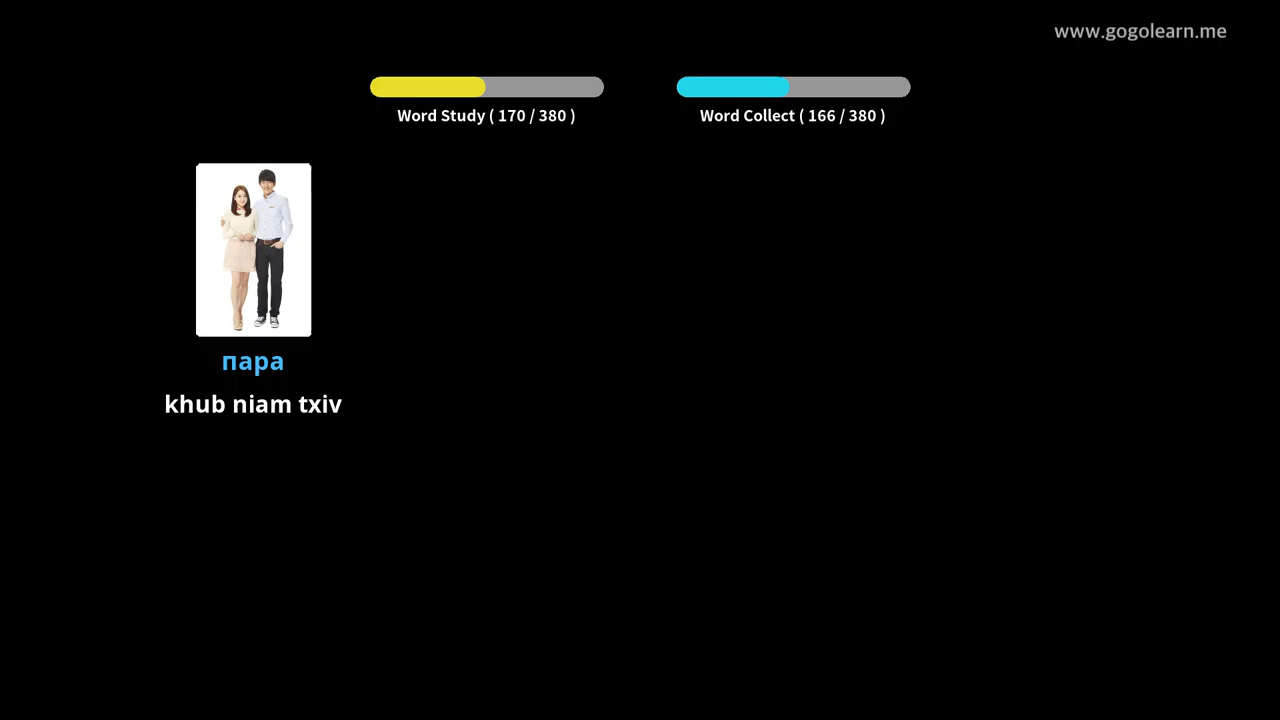 www.gogolearn.me
Word Study ( 170 / 380 )
Word Collect ( 166 / 380 )
пара
khub niam txiv